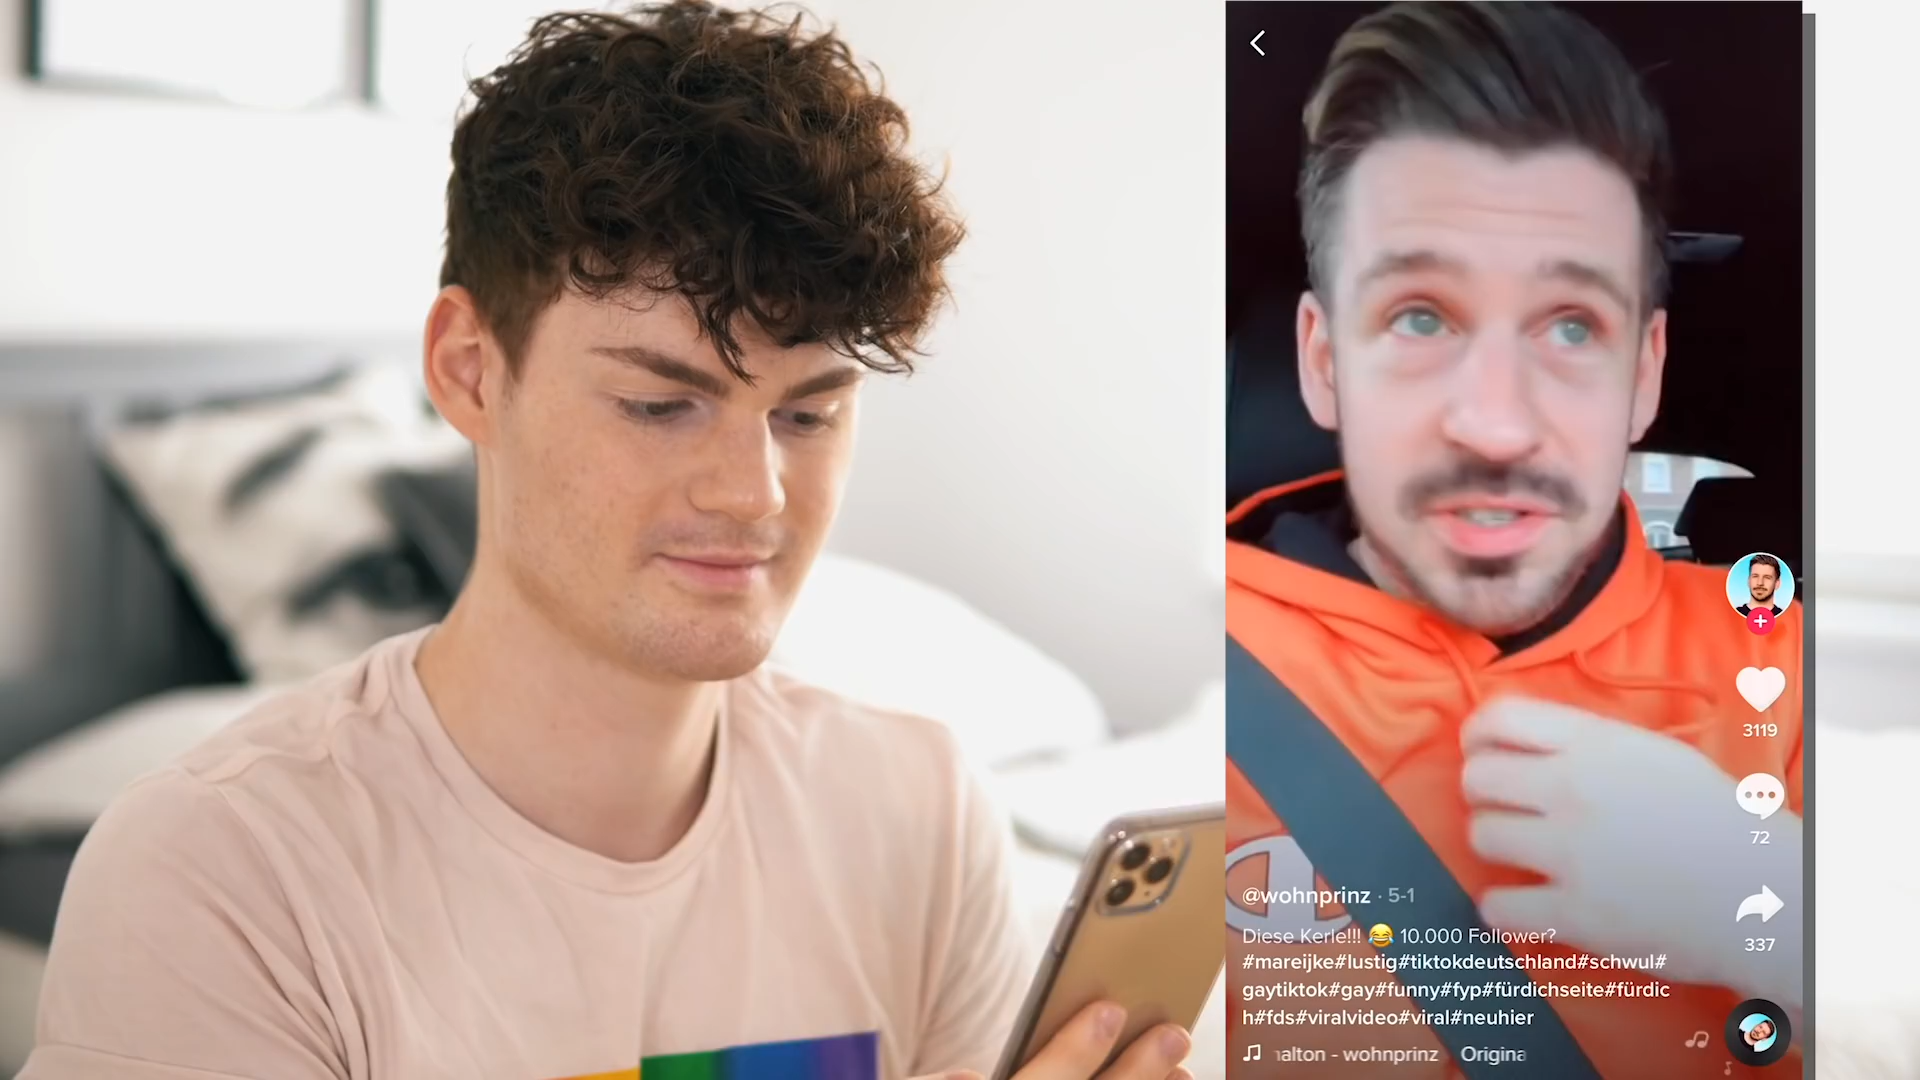 3119
72
@wohnprinz · 5-1
337
Diese Kerle!!! 😂 10.000 Follower?
#mareijke#lustig#tiktokdeutschland#schwul#
gaytiktok#gay#funny#fyp#fürdichseite#fürdic
h#fds#viralvideo#viral#neuhier
alton - wohnprinz Origina